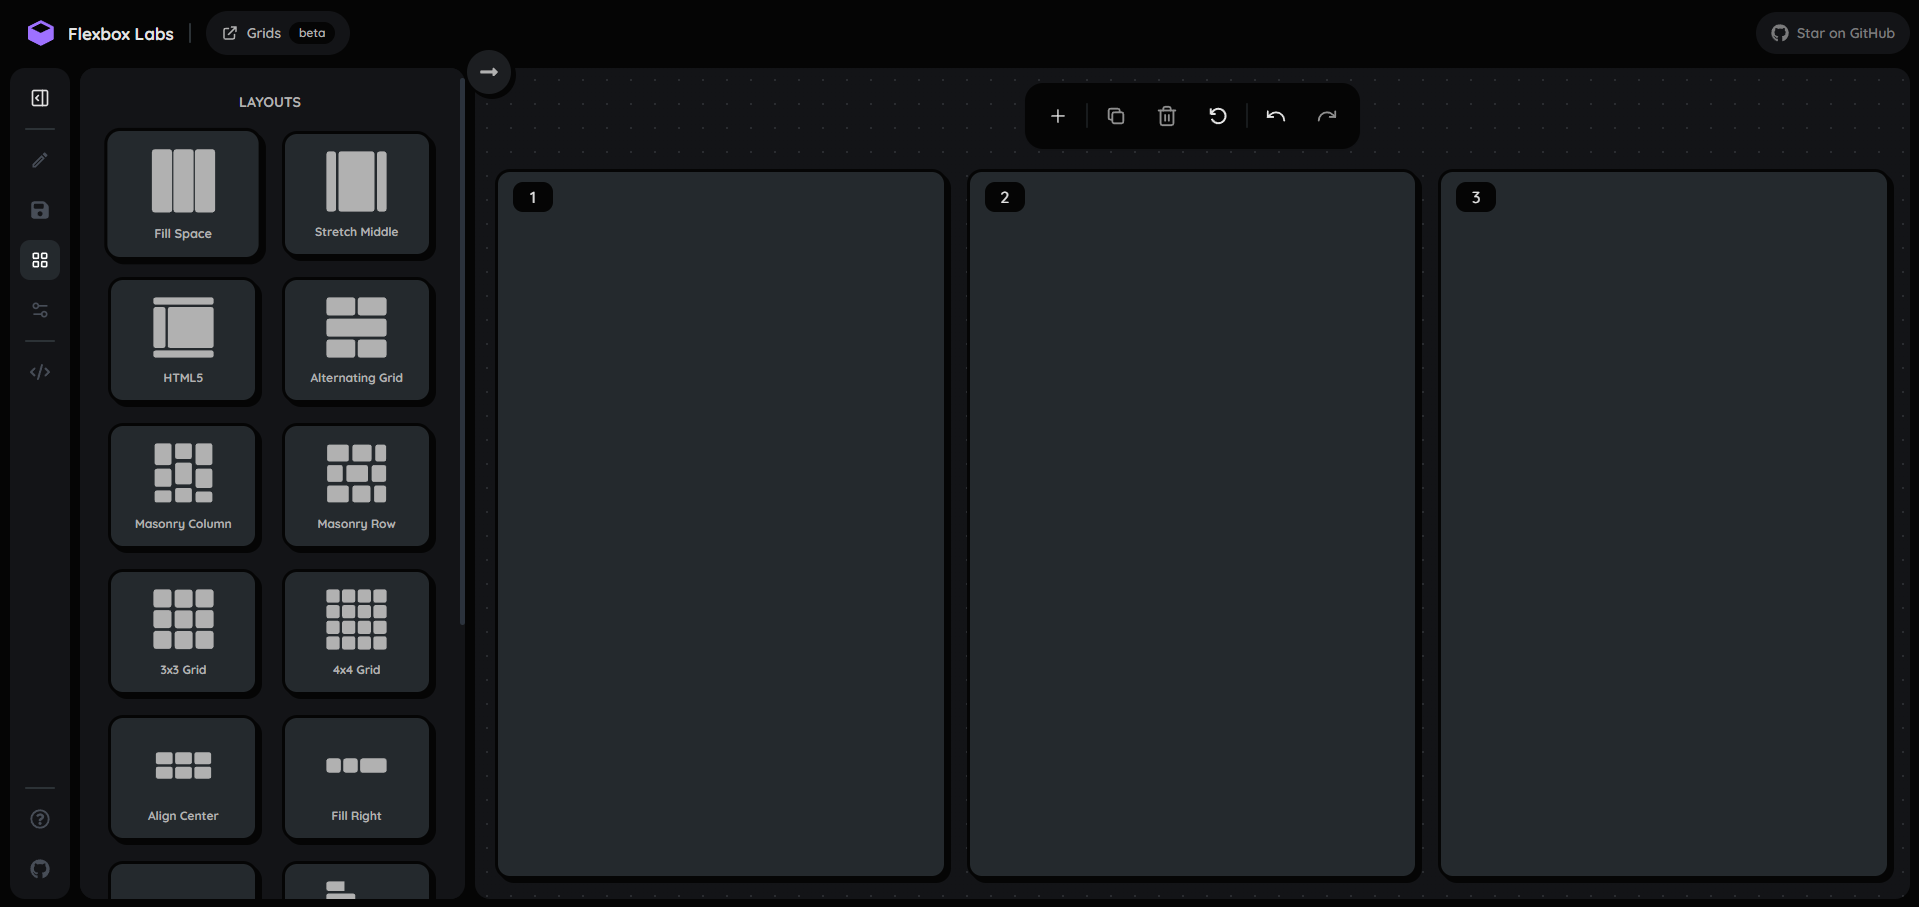 Flexbox Labs
Grids beta
Star on GitHub
LAYOUTS
Fill Space
Stretch Middle
HTML5
Alternating Grid
Masonry Column
Masonry Row
3x3 Grid
4x4 Grid
Align Center
Fill Right
1
2
3